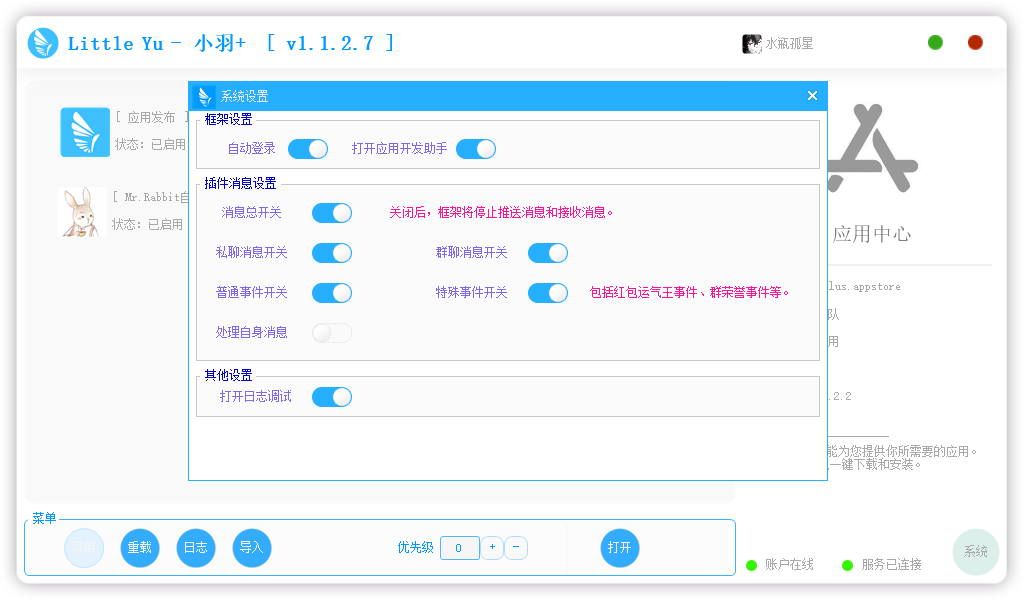 Little Yu - 小羽+ [ v1.1.2.7 ]
水瓶孤星
系统设置
[ 应用发布 ]
状态：已启用
[ Mr.Rabbit自
状态：已启用
框架设置
自动登录 打开应用开发助手
插件消息设置
消息总开关 关闭后，框架将停止推送消息和接收消息。
私聊消息开关 群聊消息开关
普通事件开关 特殊事件开关 包括红包运气王事件、群荣誉事件等。
处理自身消息
其他设置
打开日志调试
应用中心
lus.appstore
队
用
.2.2
能为您提供你所需要的应用。
一键下载和安装。
菜单
重载 日志 导入 优先级 0 + - 打开
账户在线 服务已连接 系统